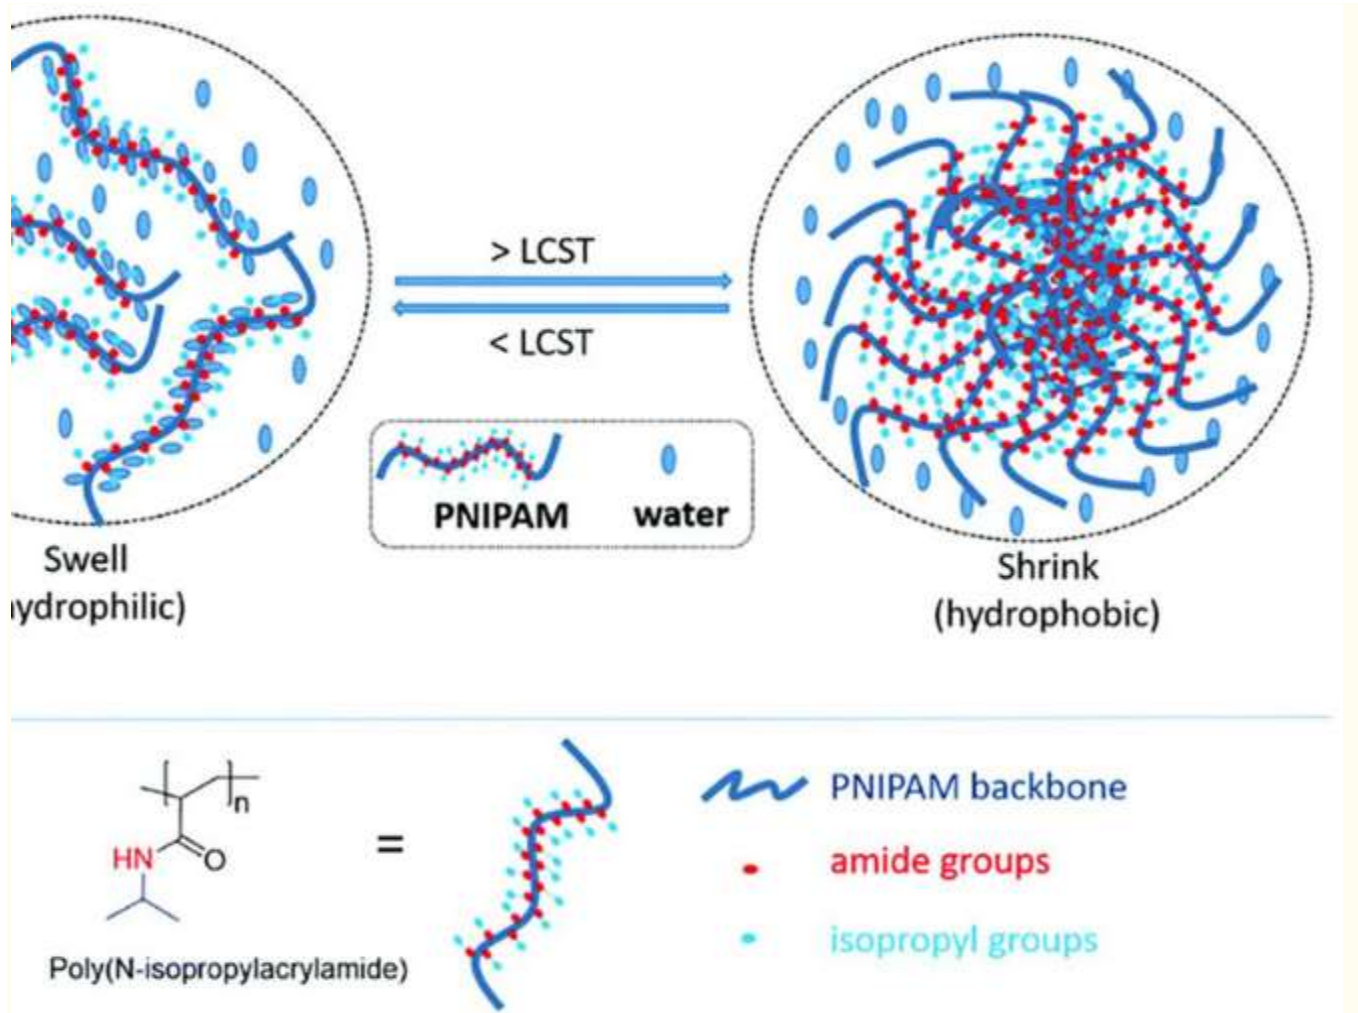 > LCST
< LCST
PNIPAM water
Swell
ydrophilic)
Shrink
(hydrophobic)
n
HN
O
=
Poly(N-isopropylacrylamide)
PNIPAM backbone
amide groups
isopropyl groups